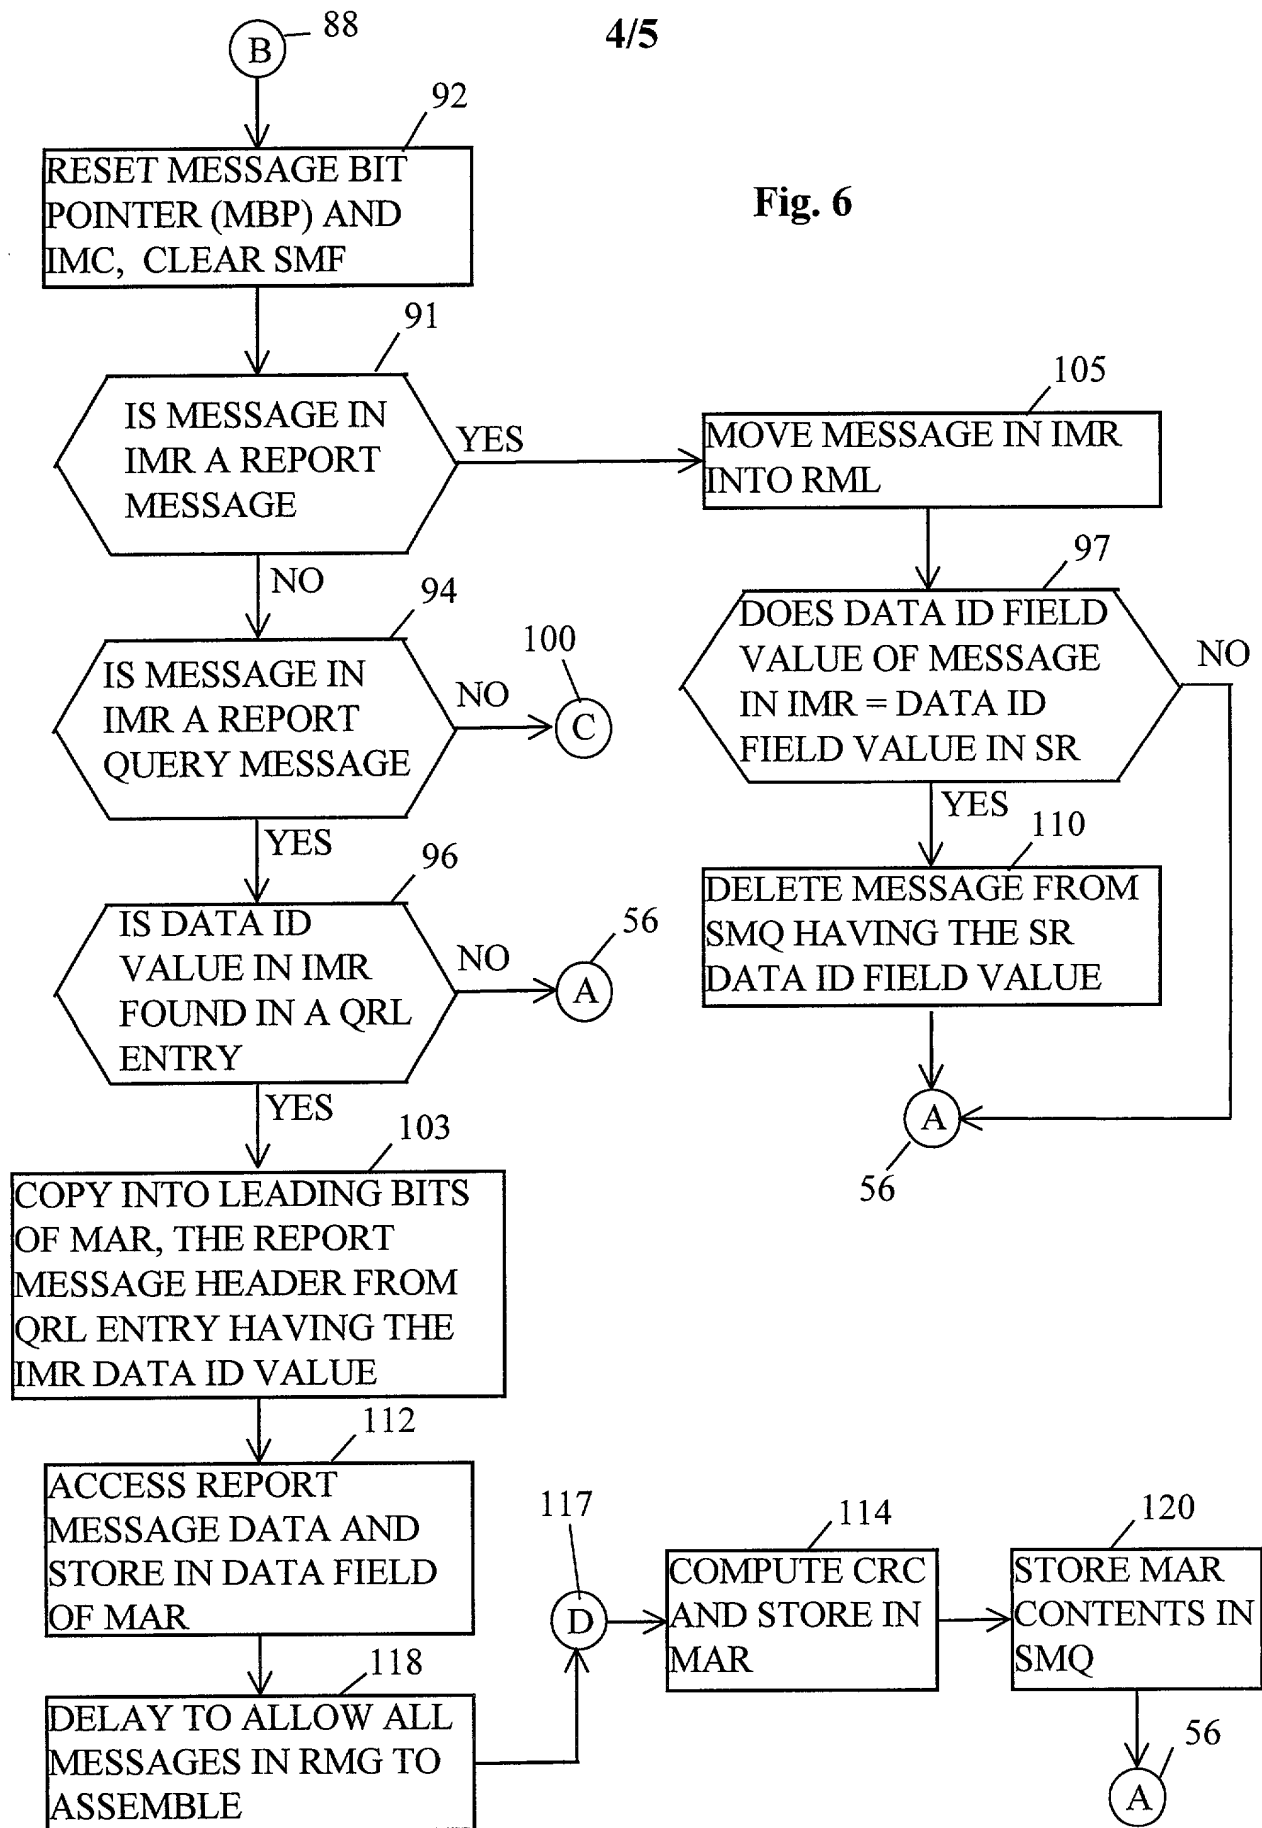 4/5
Fig. 6
B
88
92
RESET MESSAGE BIT
POINTER (MBP) AND
IMC, CLEAR SMF
91
IS MESSAGE IN
IMR A REPORT
MESSAGE
YES
NO
105
MOVE MESSAGE IN IMR
INTO RML
97
DOES DATA ID FIELD
VALUE OF MESSAGE
IN IMR = DATA ID
FIELD VALUE IN SR
NO
YES
110
DELETE MESSAGE FROM
SMQ HAVING THE SR
DATA ID FIELD VALUE
A
56
94
IS MESSAGE IN
IMR A REPORT
QUERY MESSAGE
NO
100
C
YES
96
IS DATA ID
VALUE IN IMR
FOUND IN A QRL
ENTRY
NO
56
A
YES
103
COPY INTO LEADING BITS
OF MAR, THE REPORT
MESSAGE HEADER FROM
QRL ENTRY HAVING THE
IMR DATA ID VALUE
112
ACCESS REPORT
MESSAGE DATA AND
STORE IN DATA FIELD
OF MAR
118
DELAY TO ALLOW ALL
MESSAGES IN RMG TO
ASSEMBLE
117
D
114
COMPUTE CRC
AND STORE IN
MAR
120
STORE MAR
CONTENTS IN
SMQ
56
A